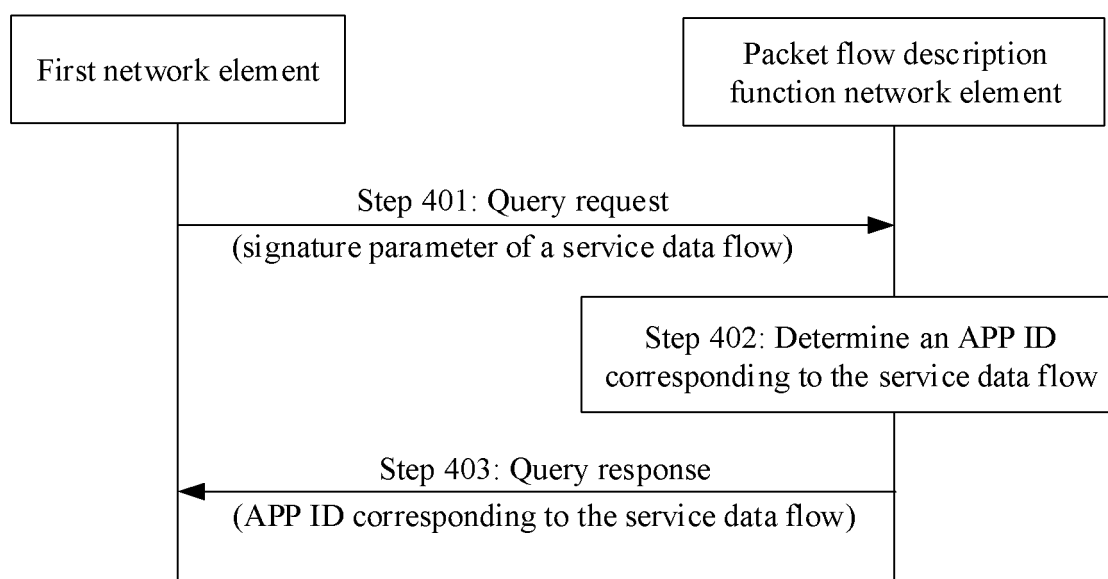 First network element
Packet flow description
function network element
Step 401: Query request
(signature parameter of a service data flow)
Step 402: Determine an APP ID
corresponding to the service data flow
Step 403: Query response
(APP ID corresponding to the service data flow)